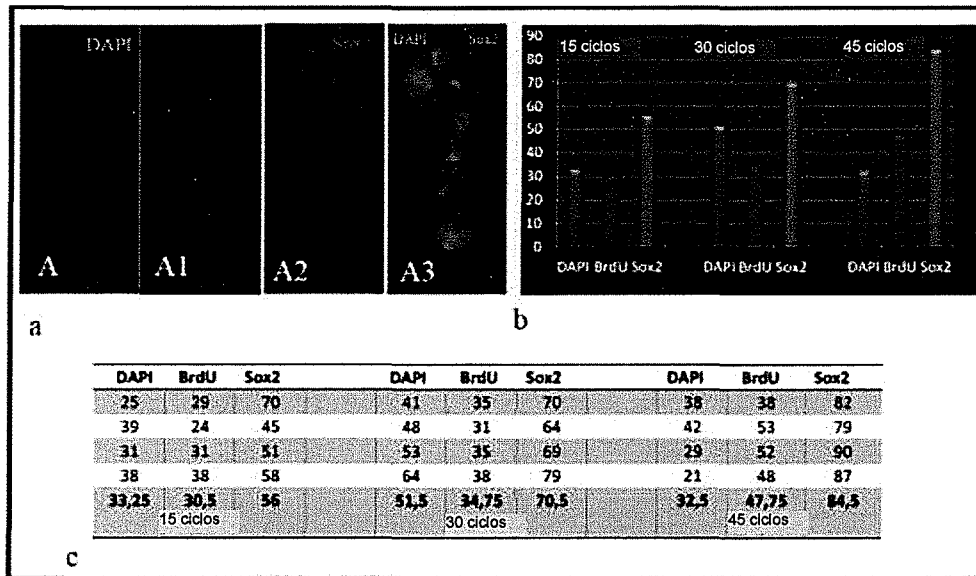 DAPI
Sox2
DAPI Sox2
A A1 A2 A3
a
90
80
70
60
50
40
30
20
10
0
15 ciclos 30 ciclos 45 ciclos
DAPI BrdU Sox2 DAPI BrdU Sox2 DAPI BrdU Sox2
b
DAPI BrdU Sox2 DAPI BrdU Sox2 DAPI BrdU Sox2
25 29 70 41 35 70 38 38 82
39 24 45 48 31 64 42 53 79
31 31 51 53 35 69 29 52 90
38 38 58 64 38 79 21 48 87
33,25 30,5 56 51,5 34,75 70,5 32,5 47,75 84,5
15 ciclos 30 ciclos 45 ciclos
c